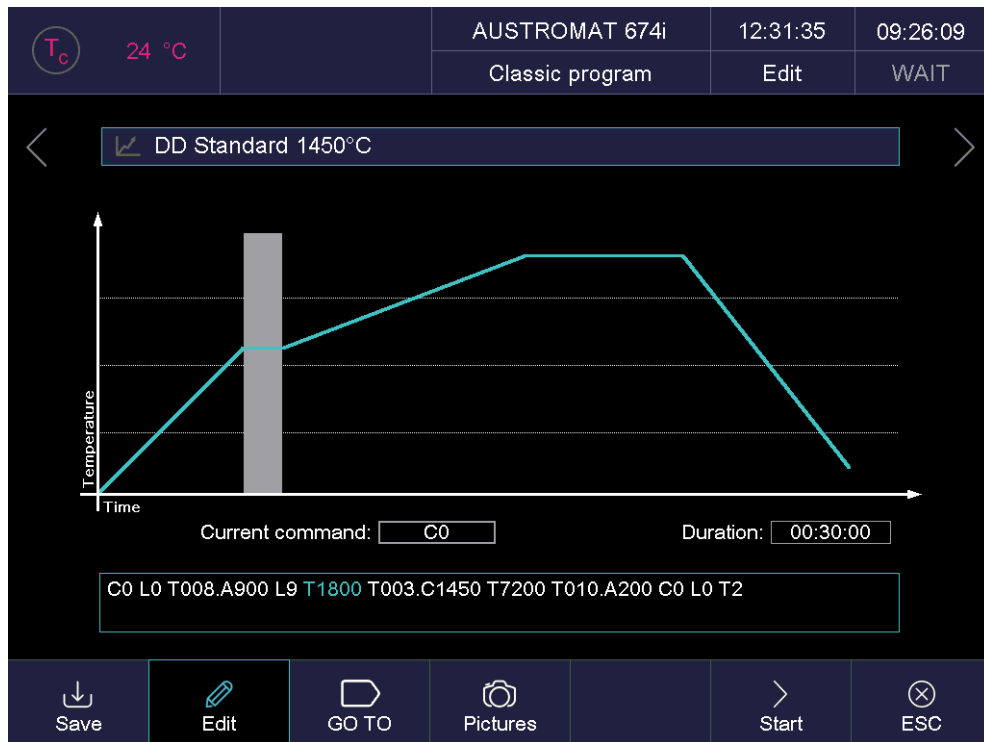 Tc 24 °C
AUSTROMAT 674i
12:31:35
09:26:09
Classic program
Edit
WAIT
DD Standard 1450°C
Temperature
Time
Current command: C0
Duration: 00:30:00
C0 L0 T008.A900 L9 T1800 T003.C1450 T7200 T010.A200 C0 L0 T2
Save
Edit
GO TO
Pictures
Start
ESC